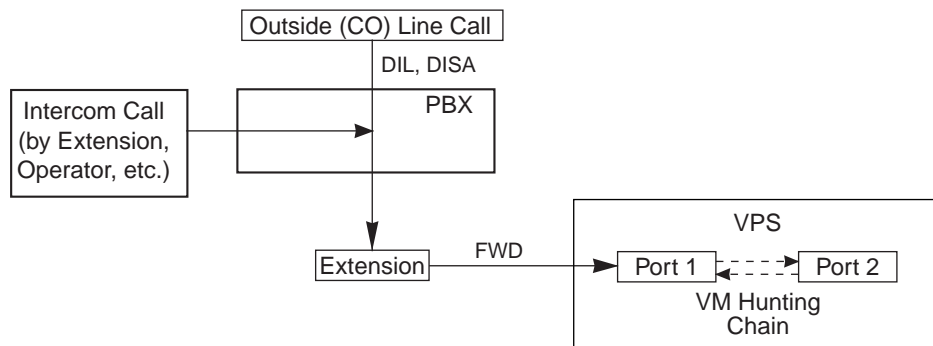 Outside (CO) Line Call
DIL, DISA
PBX
Intercom Call
(by Extension,
Operator, etc.)
VPS
Extension
FWD
Port 1
Port 2
VM Hunting
Chain